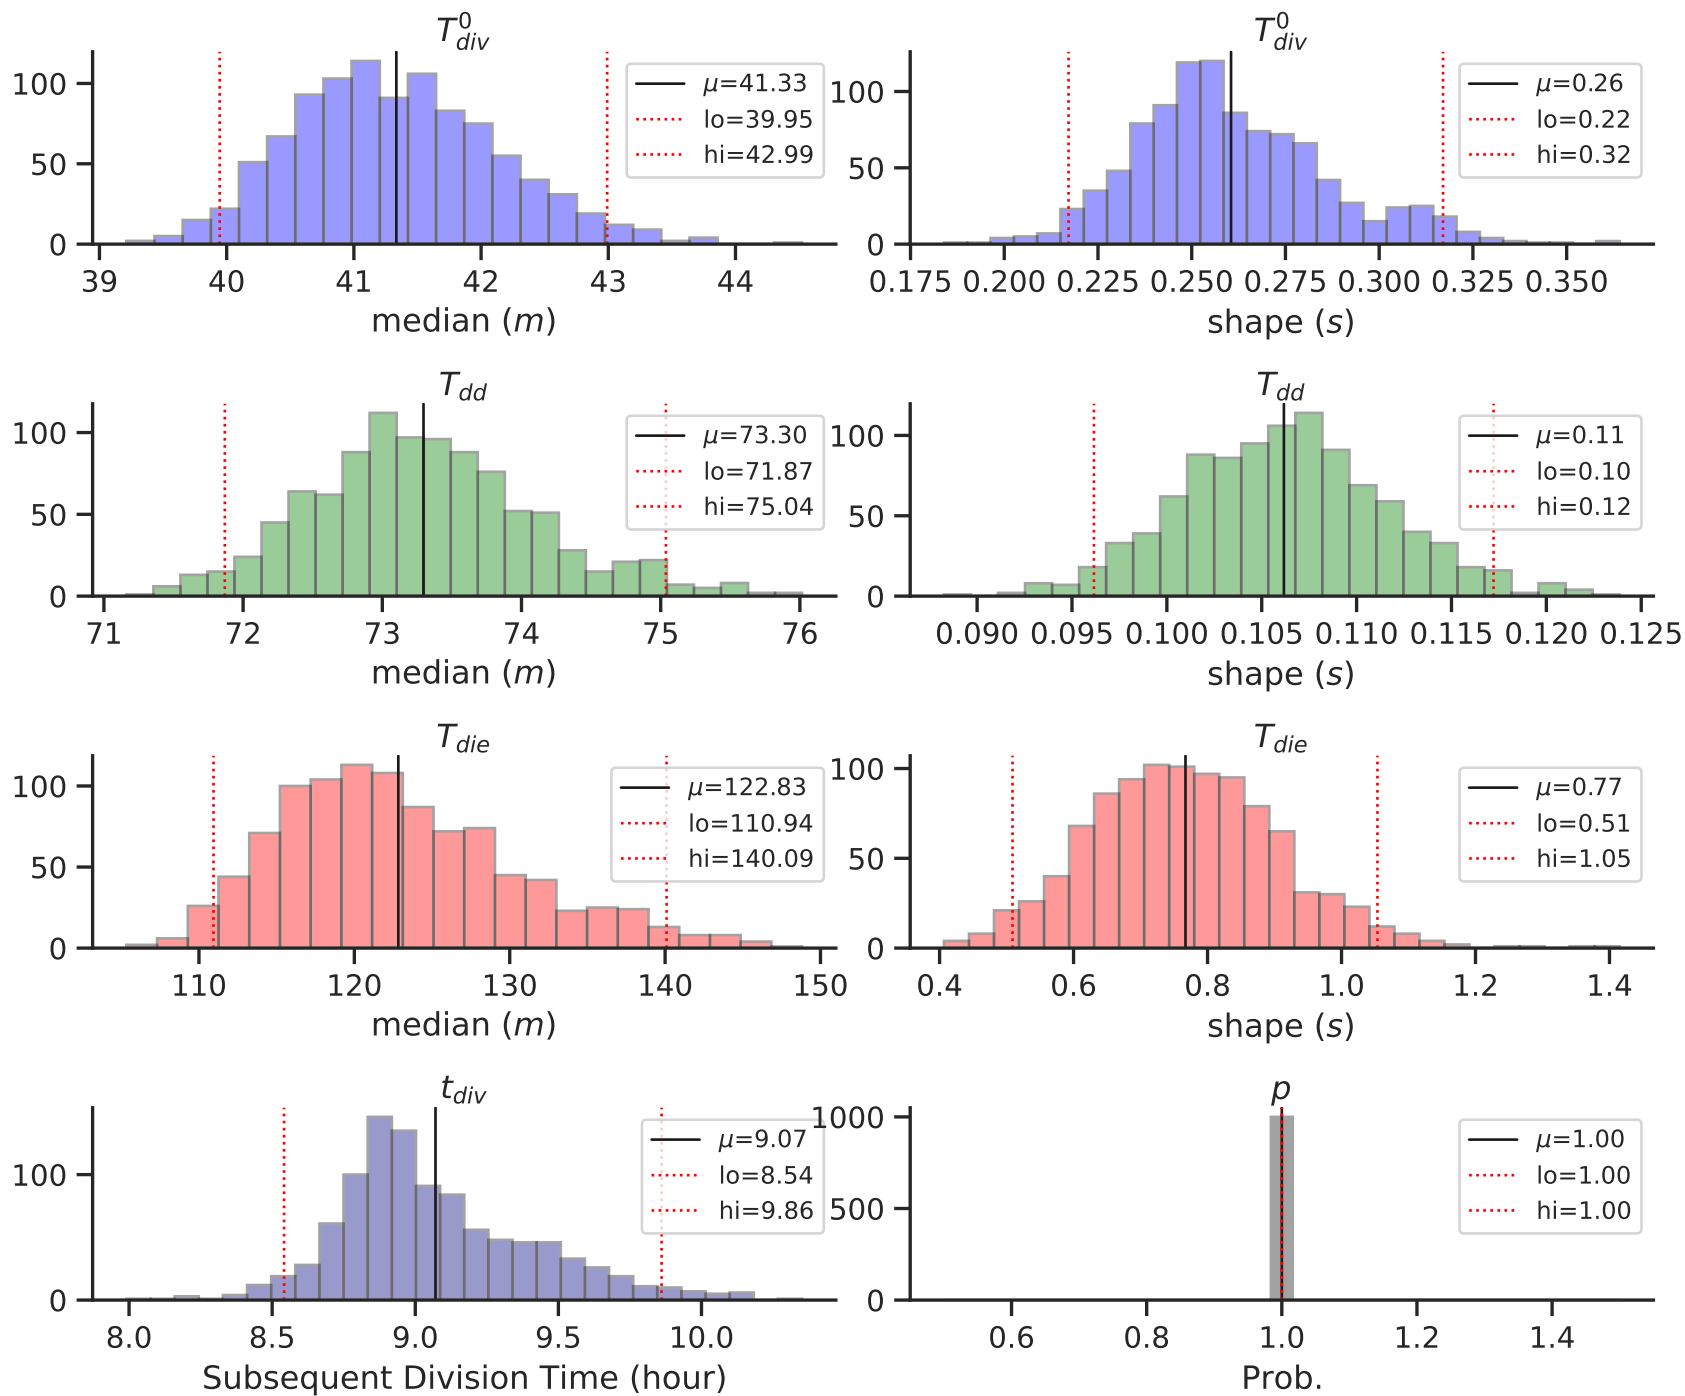 T⁰div
100
50
0
39 40 41 42 43 44
median (m)
μ=41.33
lo=39.95
hi=42.99
T⁰div
100
50
0
0.175 0.200 0.225 0.250 0.275 0.300 0.325 0.350
shape (s)
μ=0.26
lo=0.22
hi=0.32
Tdd
100
50
0
71 72 73 74 75 76
median (m)
μ=73.30
lo=71.87
hi=75.04
Tdd
100
50
0
0.090 0.095 0.100 0.105 0.110 0.115 0.120 0.125
shape (s)
μ=0.11
lo=0.10
hi=0.12
Tdie
100
50
0
110 120 130 140 150
median (m)
μ=122.83
lo=110.94
hi=140.09
Tdie
100
50
0
0.4 0.6 0.8 1.0 1.2 1.4
shape (s)
μ=0.77
lo=0.51
hi=1.05
tdiv
100
0
8.0 8.5 9.0 9.5 10.0
Subsequent Division Time (hour)
μ=9.07
lo=8.54
hi=9.86
p
1000
500
0
0.6 0.8 1.0 1.2 1.4
Prob.
μ=1.00
lo=1.00
hi=1.00